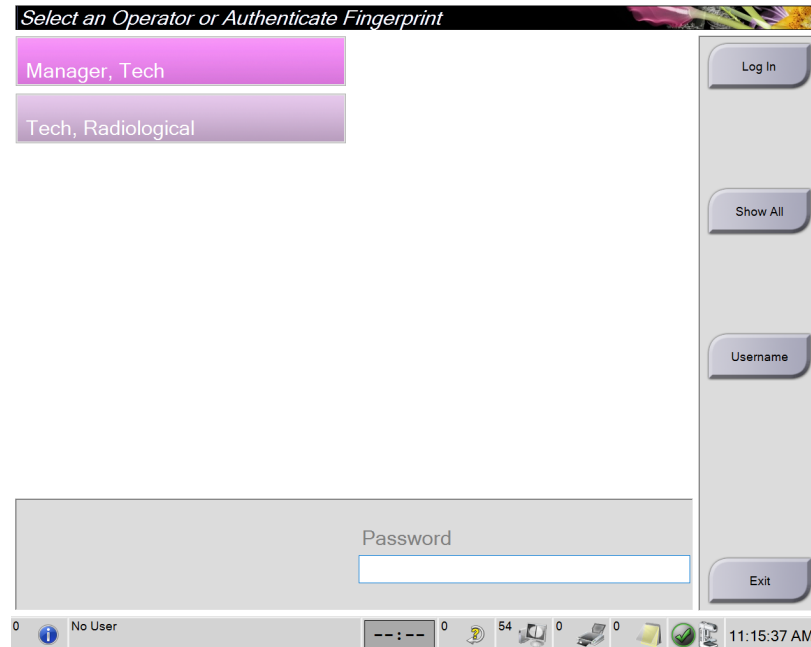 Select an Operator or Authenticate Fingerprint
Manager, Tech
Log In
Tech, Radiological
Show All
Username
Password
Exit
0
No User
--:--
0
54
0
0
11:15:37 AM